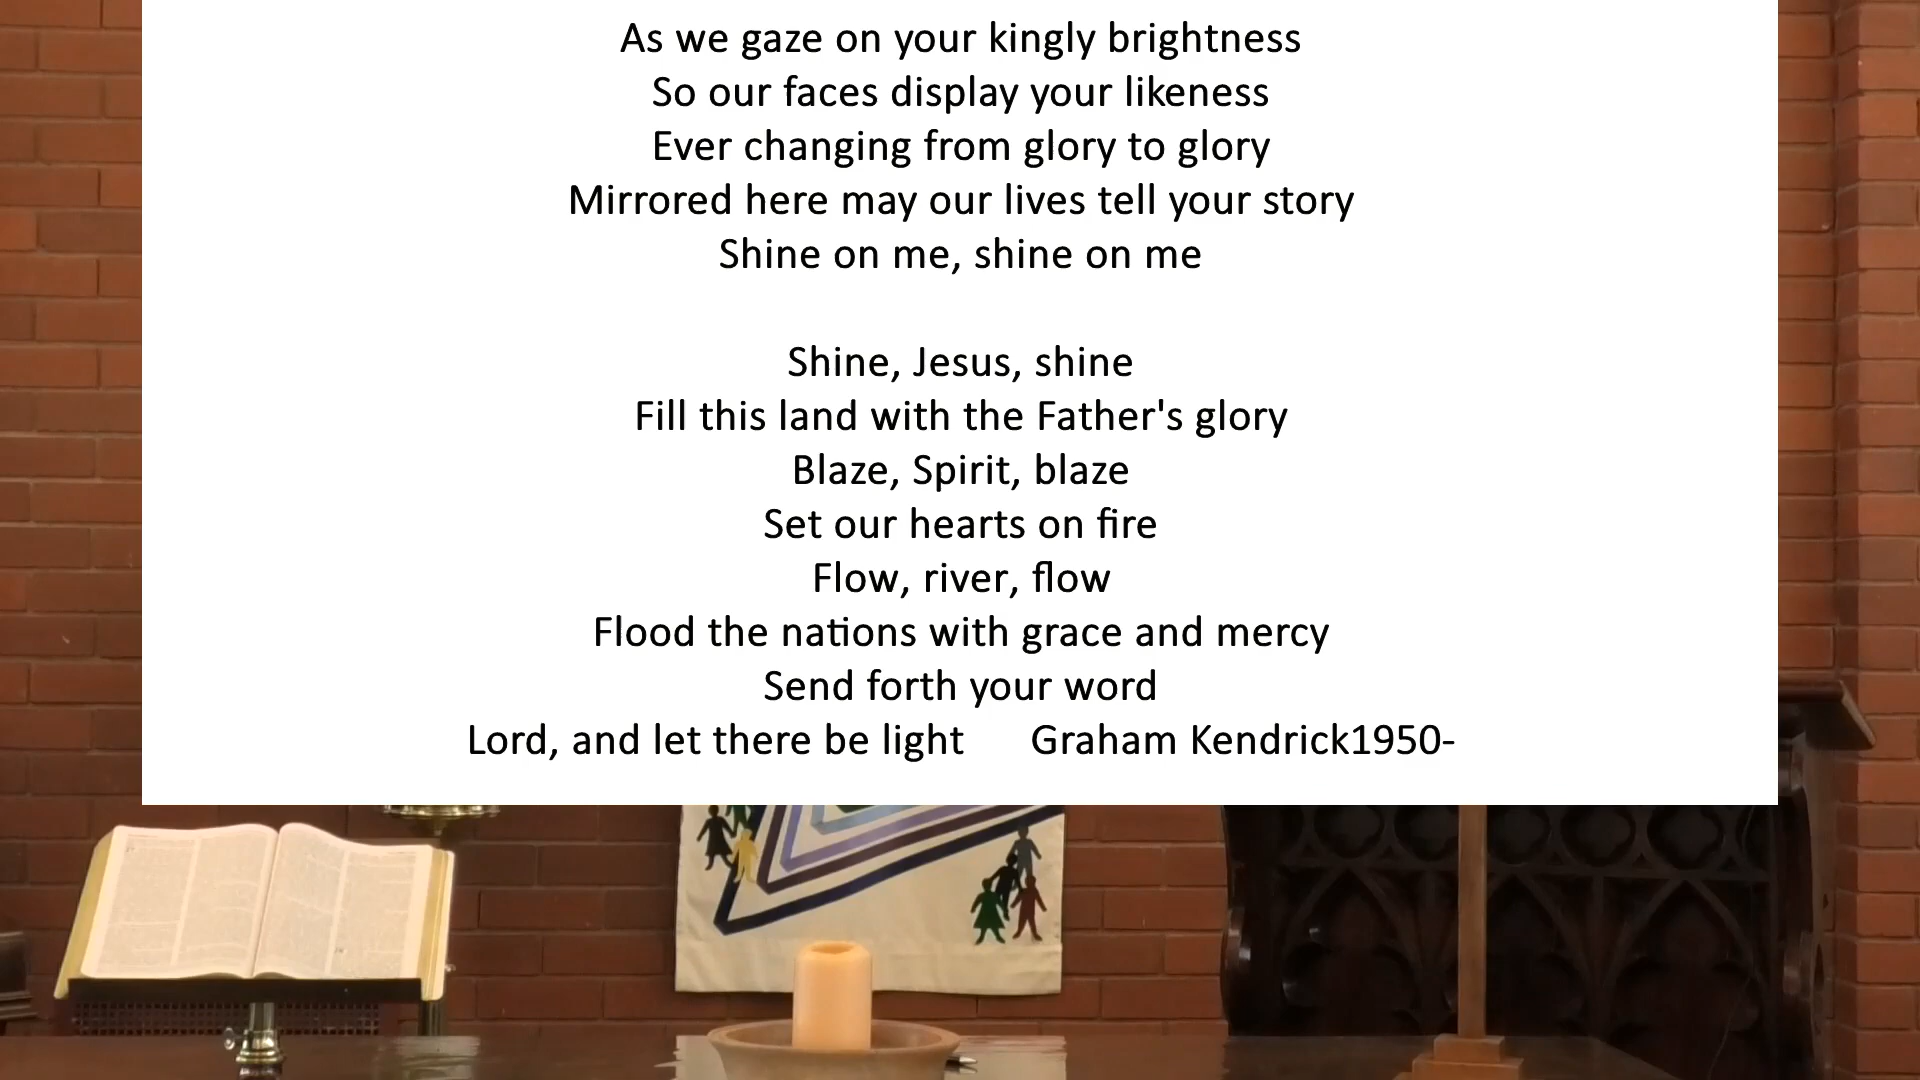 As we gaze on your kingly brightness
So our faces display your likeness
Ever changing from glory to glory
Mirrored here may our lives tell your story
Shine on me, shine on me
Shine, Jesus, shine
Fill this land with the Father's glory
Blaze, Spirit, blaze
Set our hearts on fire
Flow, river, flow
Flood the nations with grace and mercy
Send forth your word
Lord, and let there be light Graham Kendrick1950-